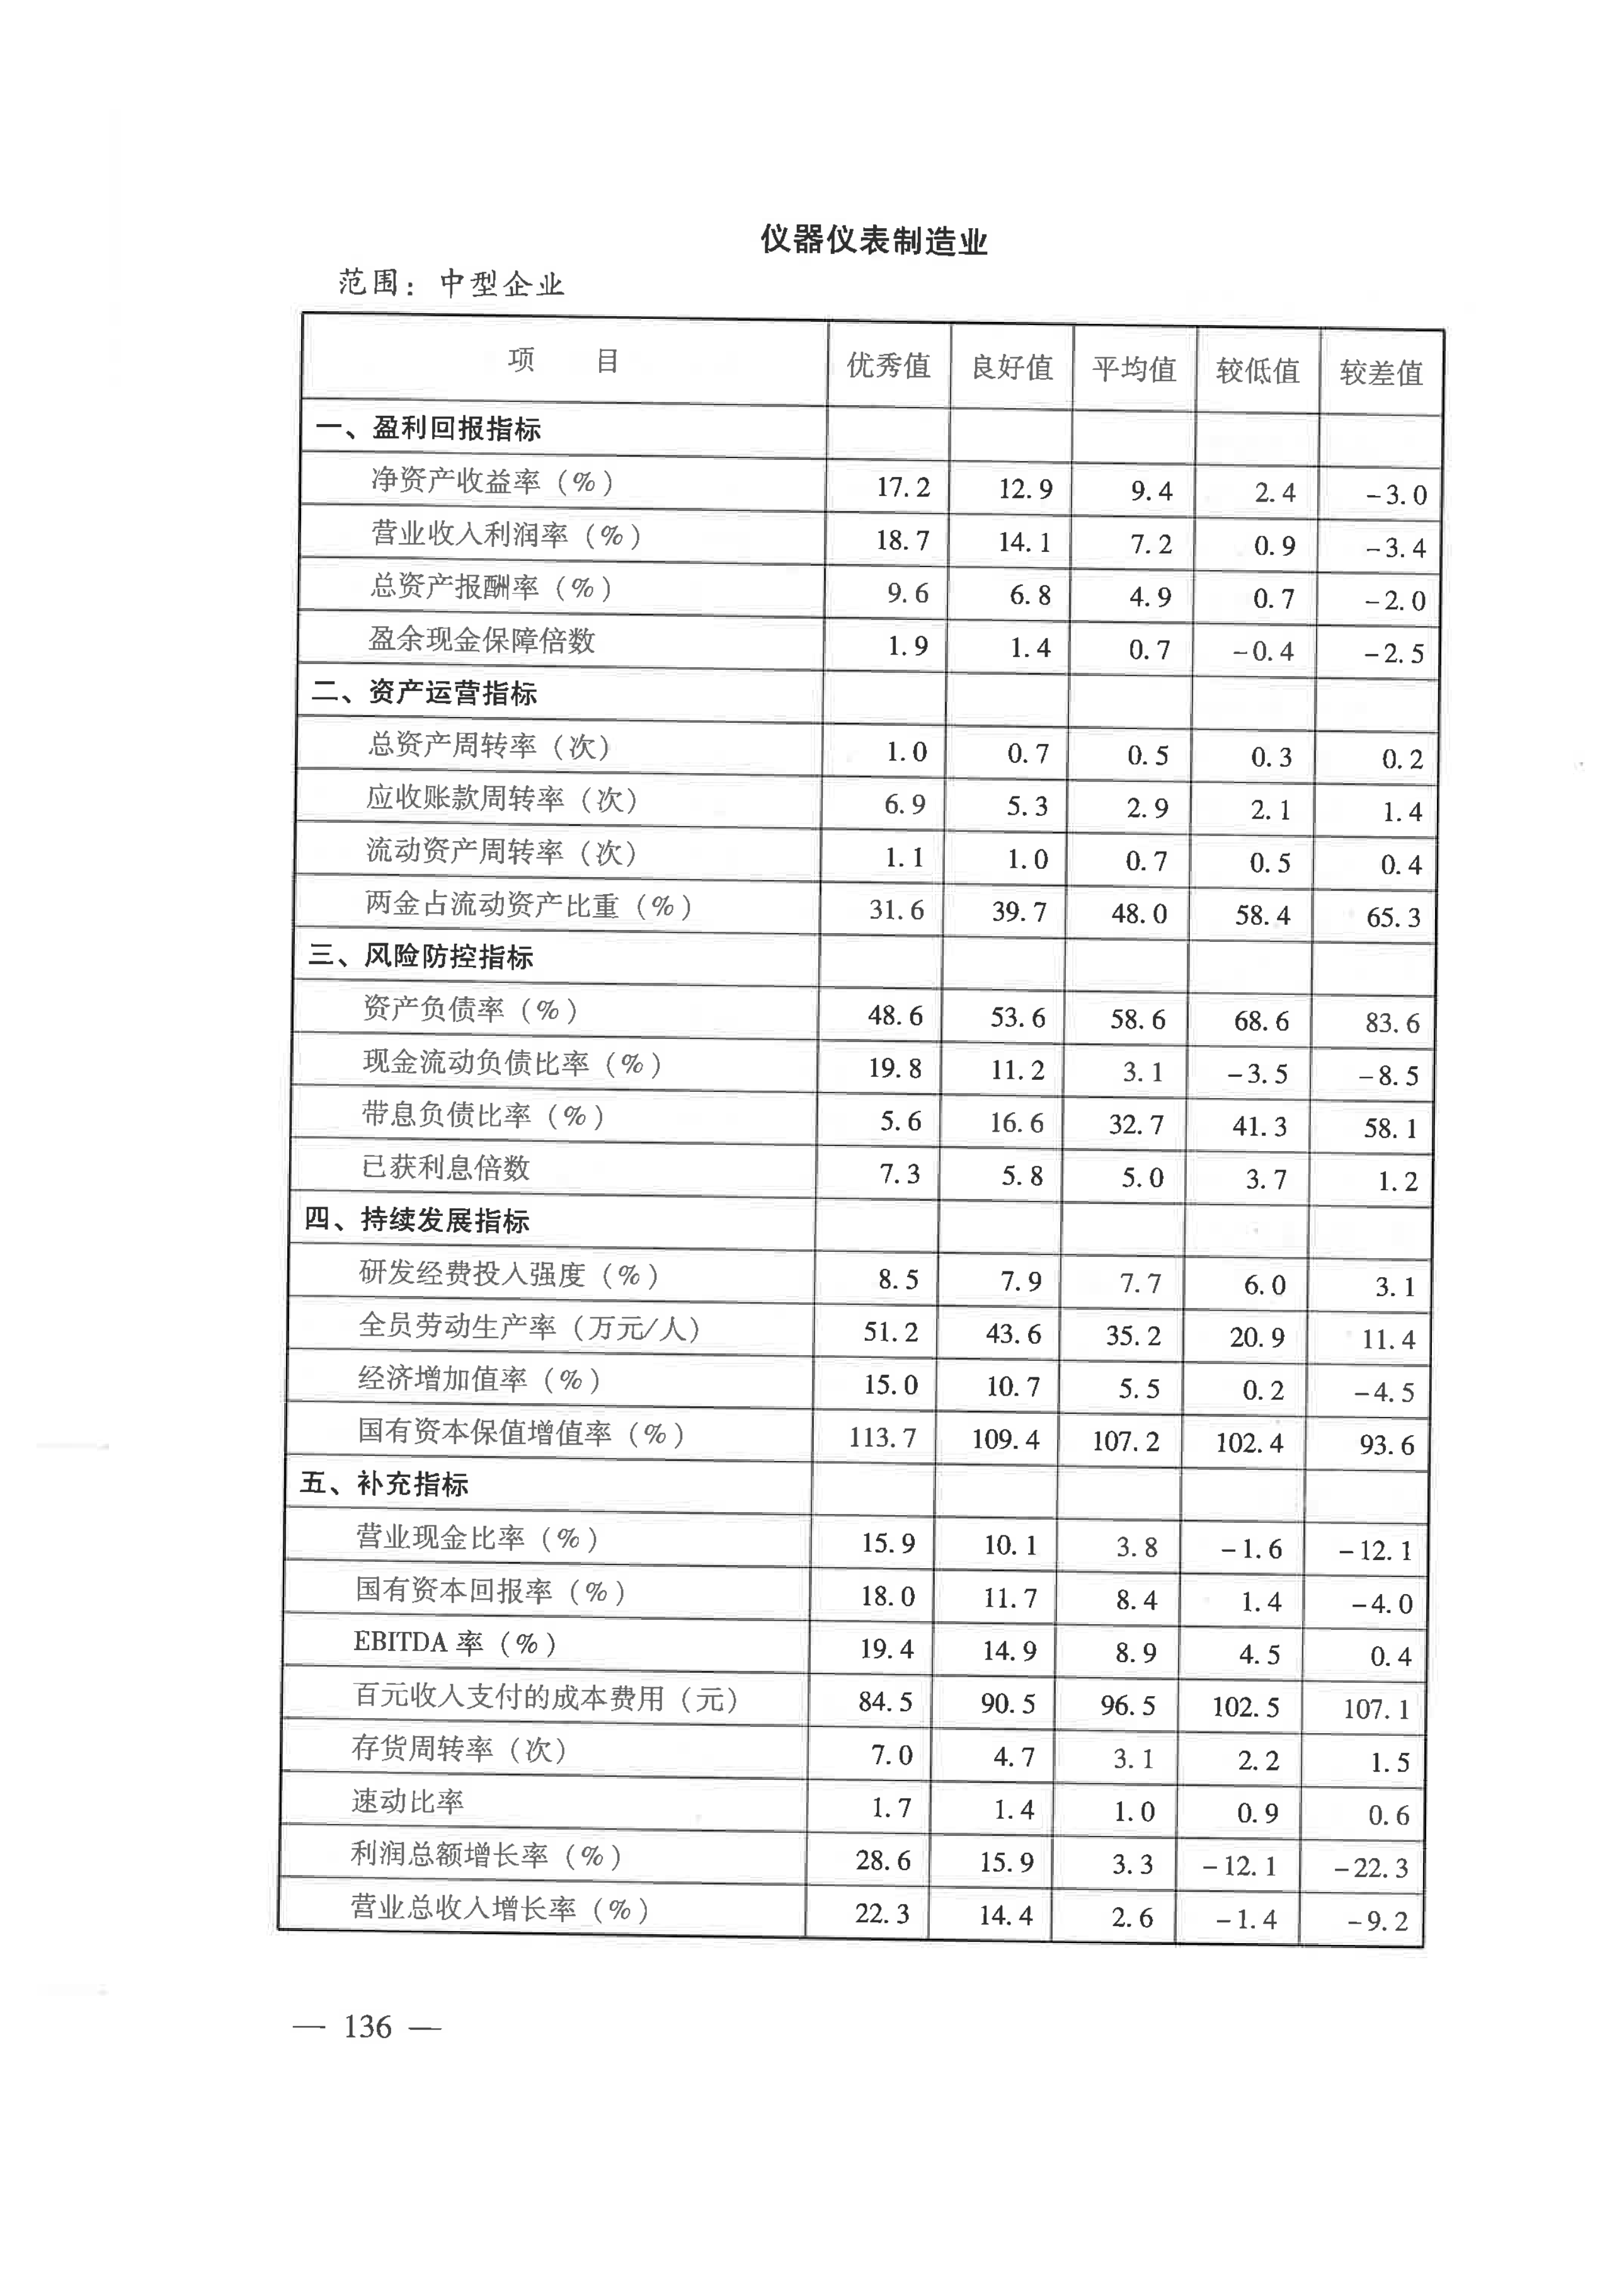 仪器仪表制造业
范围：中型企业
项 目 优秀值 良好值 平均值 较低值 较差值
一、盈利回报指标
净资产收益率（%） 17.2 12.9 9.4 2.4 -3.0
营业收入利润率（%） 18.7 14.1 7.2 0.9 -3.4
总资产报酬率（%） 9.6 6.8 4.9 0.7 -2.0
盈余现金保障倍数 1.9 1.4 0.7 -0.4 -2.5
二、资产运营指标
总资产周转率（次） 1.0 0.7 0.5 0.3 0.2
应收账款周转率（次） 6.9 5.3 2.9 2.1 1.4
流动资产周转率（次） 1.1 1.0 0.7 0.5 0.4
两金占流动资产比重（%） 31.6 39.7 48.0 58.4 65.3
三、风险防控指标
资产负债率（%） 48.6 53.6 58.6 68.6 83.6
现金流动负债比率（%） 19.8 11.2 3.1 -3.5 -8.5
带息负债比率（%） 5.6 16.6 32.7 41.3 58.1
已获利息倍数 7.3 5.8 5.0 3.7 1.2
四、持续发展指标
研发经费投入强度（%） 8.5 7.9 7.7 6.0 3.1
全员劳动生产率（万元/人） 51.2 43.6 35.2 20.9 11.4
经济增加值率（%） 15.0 10.7 5.5 0.2 -4.5
国有资本保值增值率（%） 113.7 109.4 107.2 102.4 93.6
五、补充指标
营业现金比率（%） 15.9 10.1 3.8 -1.6 -12.1
国有资本回报率（%） 18.0 11.7 8.4 1.4 -4.0
EBITDA 率（%） 19.4 14.9 8.9 4.5 0.4
百元收入支付的成本费用（元） 84.5 90.5 96.5 102.5 107.1
存货周转率（次） 7.0 4.7 3.1 2.2 1.5
速动比率 1.7 1.4 1.0 0.9 0.6
利润总额增长率（%） 28.6 15.9 3.3 -12.1 -22.3
营业总收入增长率（%） 22.3 14.4 2.6 -1.4 -9.2
— 136 —